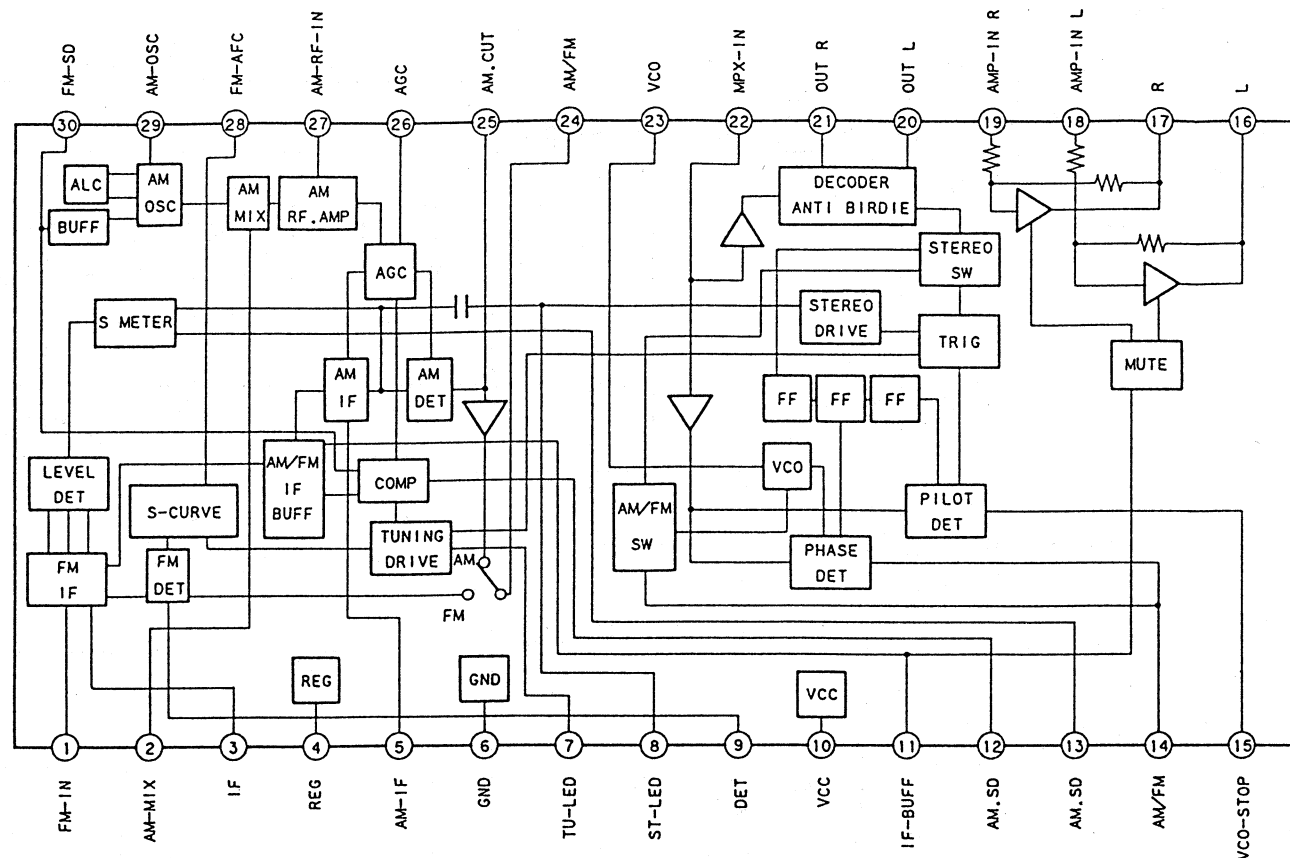 FM-SD
AM-OSC
FM-AFC
AM-RF-IN
AGC
AM.CUT
AM/FM
VCO
MPX-IN
OUT R
OUT L
AMP-IN R
AMP-IN L
R
L
30
29
28
27
26
25
24
23
22
21
20
19
18
17
16
ALC
AM
OSC
BUFF
AM
MIX
AM
RF.AMP
AGC
DECODER
ANTI BIRDIE
STEREO
SW
S METER
STEREO
DRIVE
TRIG
MUTE
AM
IF
AM
DET
FF
FF
FF
LEVEL
DET
S-CURVE
AM/FM
IF
BUFF
COMP
VCO
AM/FM
SW
PILOT
DET
TUNING
DRIVE
PHASE
DET
FM
IF
FM
DET
AM
FM
REG
GND
VCC
1
2
3
4
5
6
7
8
9
10
11
12
13
14
15
FM-IN
AM-MIX
IF
REG
AM-IF
GND
TU-LED
ST-LED
DET
VCC
IF-BUFF
AM.SD
AM.SD
AM/FM
VCO-STOP